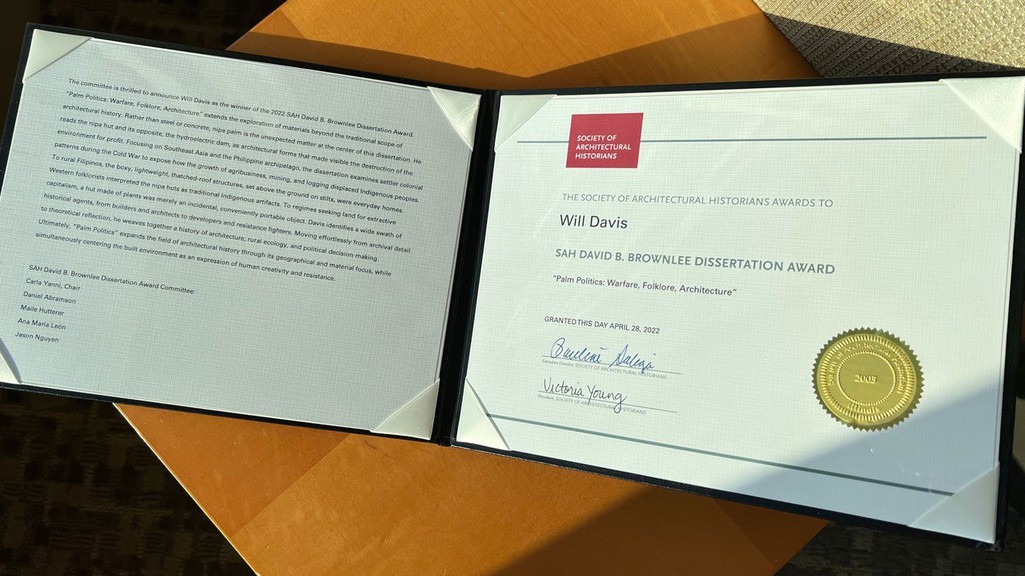 The committee is thrilled to announce Will Davis as the winner of the 2022 SAH David B. Brownlee Dissertation Award.
"Palm Politics: Warfare, Folklore, Architecture" extends the exploration of materials beyond the traditional scope of
architectural history. Rather than steel or concrete, nipa palm is the unexpected matter at the center of this dissertation. He
reads the nipa hut and its opposite, the hydroelectric dam, as architectural forms that made visible the destruction of the
environment for profit. Focusing on Southeast Asia and the Philippine archipelago, the dissertation examines settler colonial
patterns during the Cold War to expose how the growth of agribusiness, mining, and logging displaced Indigenous peoples.
To rural Filipinos, the boxy, lightweight, thatched-roof structures, set above the ground on stilts, were everyday homes.
Western folklorists interpreted the nipa huts as traditional Indigenous artifacts. To regimes seeking land for extractive
capitalism, a hut made of plants was merely an incidental, conveniently portable object. Davis identifies a wide swath of
historical agents, from builders and architects to developers and resistance fighters. Moving effortlessly from archival detail
to theoretical reflection, he weaves together a history of architecture, rural ecology, and political decision-making.
Ultimately, "Palm Politics" expands the field of architectural history through its geographical and material focus, while
simultaneously centering the built environment as an expression of human creativity and resistance.
SAH David B. Brownlee Dissertation Award Committee:
Carla Yanni, Chair
Daniel Abramson
Maile Hutterer
Ana María León
Jason Nguyen
SOCIETY OF
ARCHITECTURAL
HISTORIANS
THE SOCIETY OF ARCHITECTURAL HISTORIANS AWARDS TO
Will Davis
SAH DAVID B. BROWNLEE DISSERTATION AWARD
"Palm Politics: Warfare, Folklore, Architecture"
GRANTED THIS DAY APRIL 28, 2022
Pauline Saliga
Executive Director, SOCIETY OF ARCHITECTURAL HISTORIANS
Victoria Young
President, SOCIETY OF ARCHITECTURAL HISTORIANS